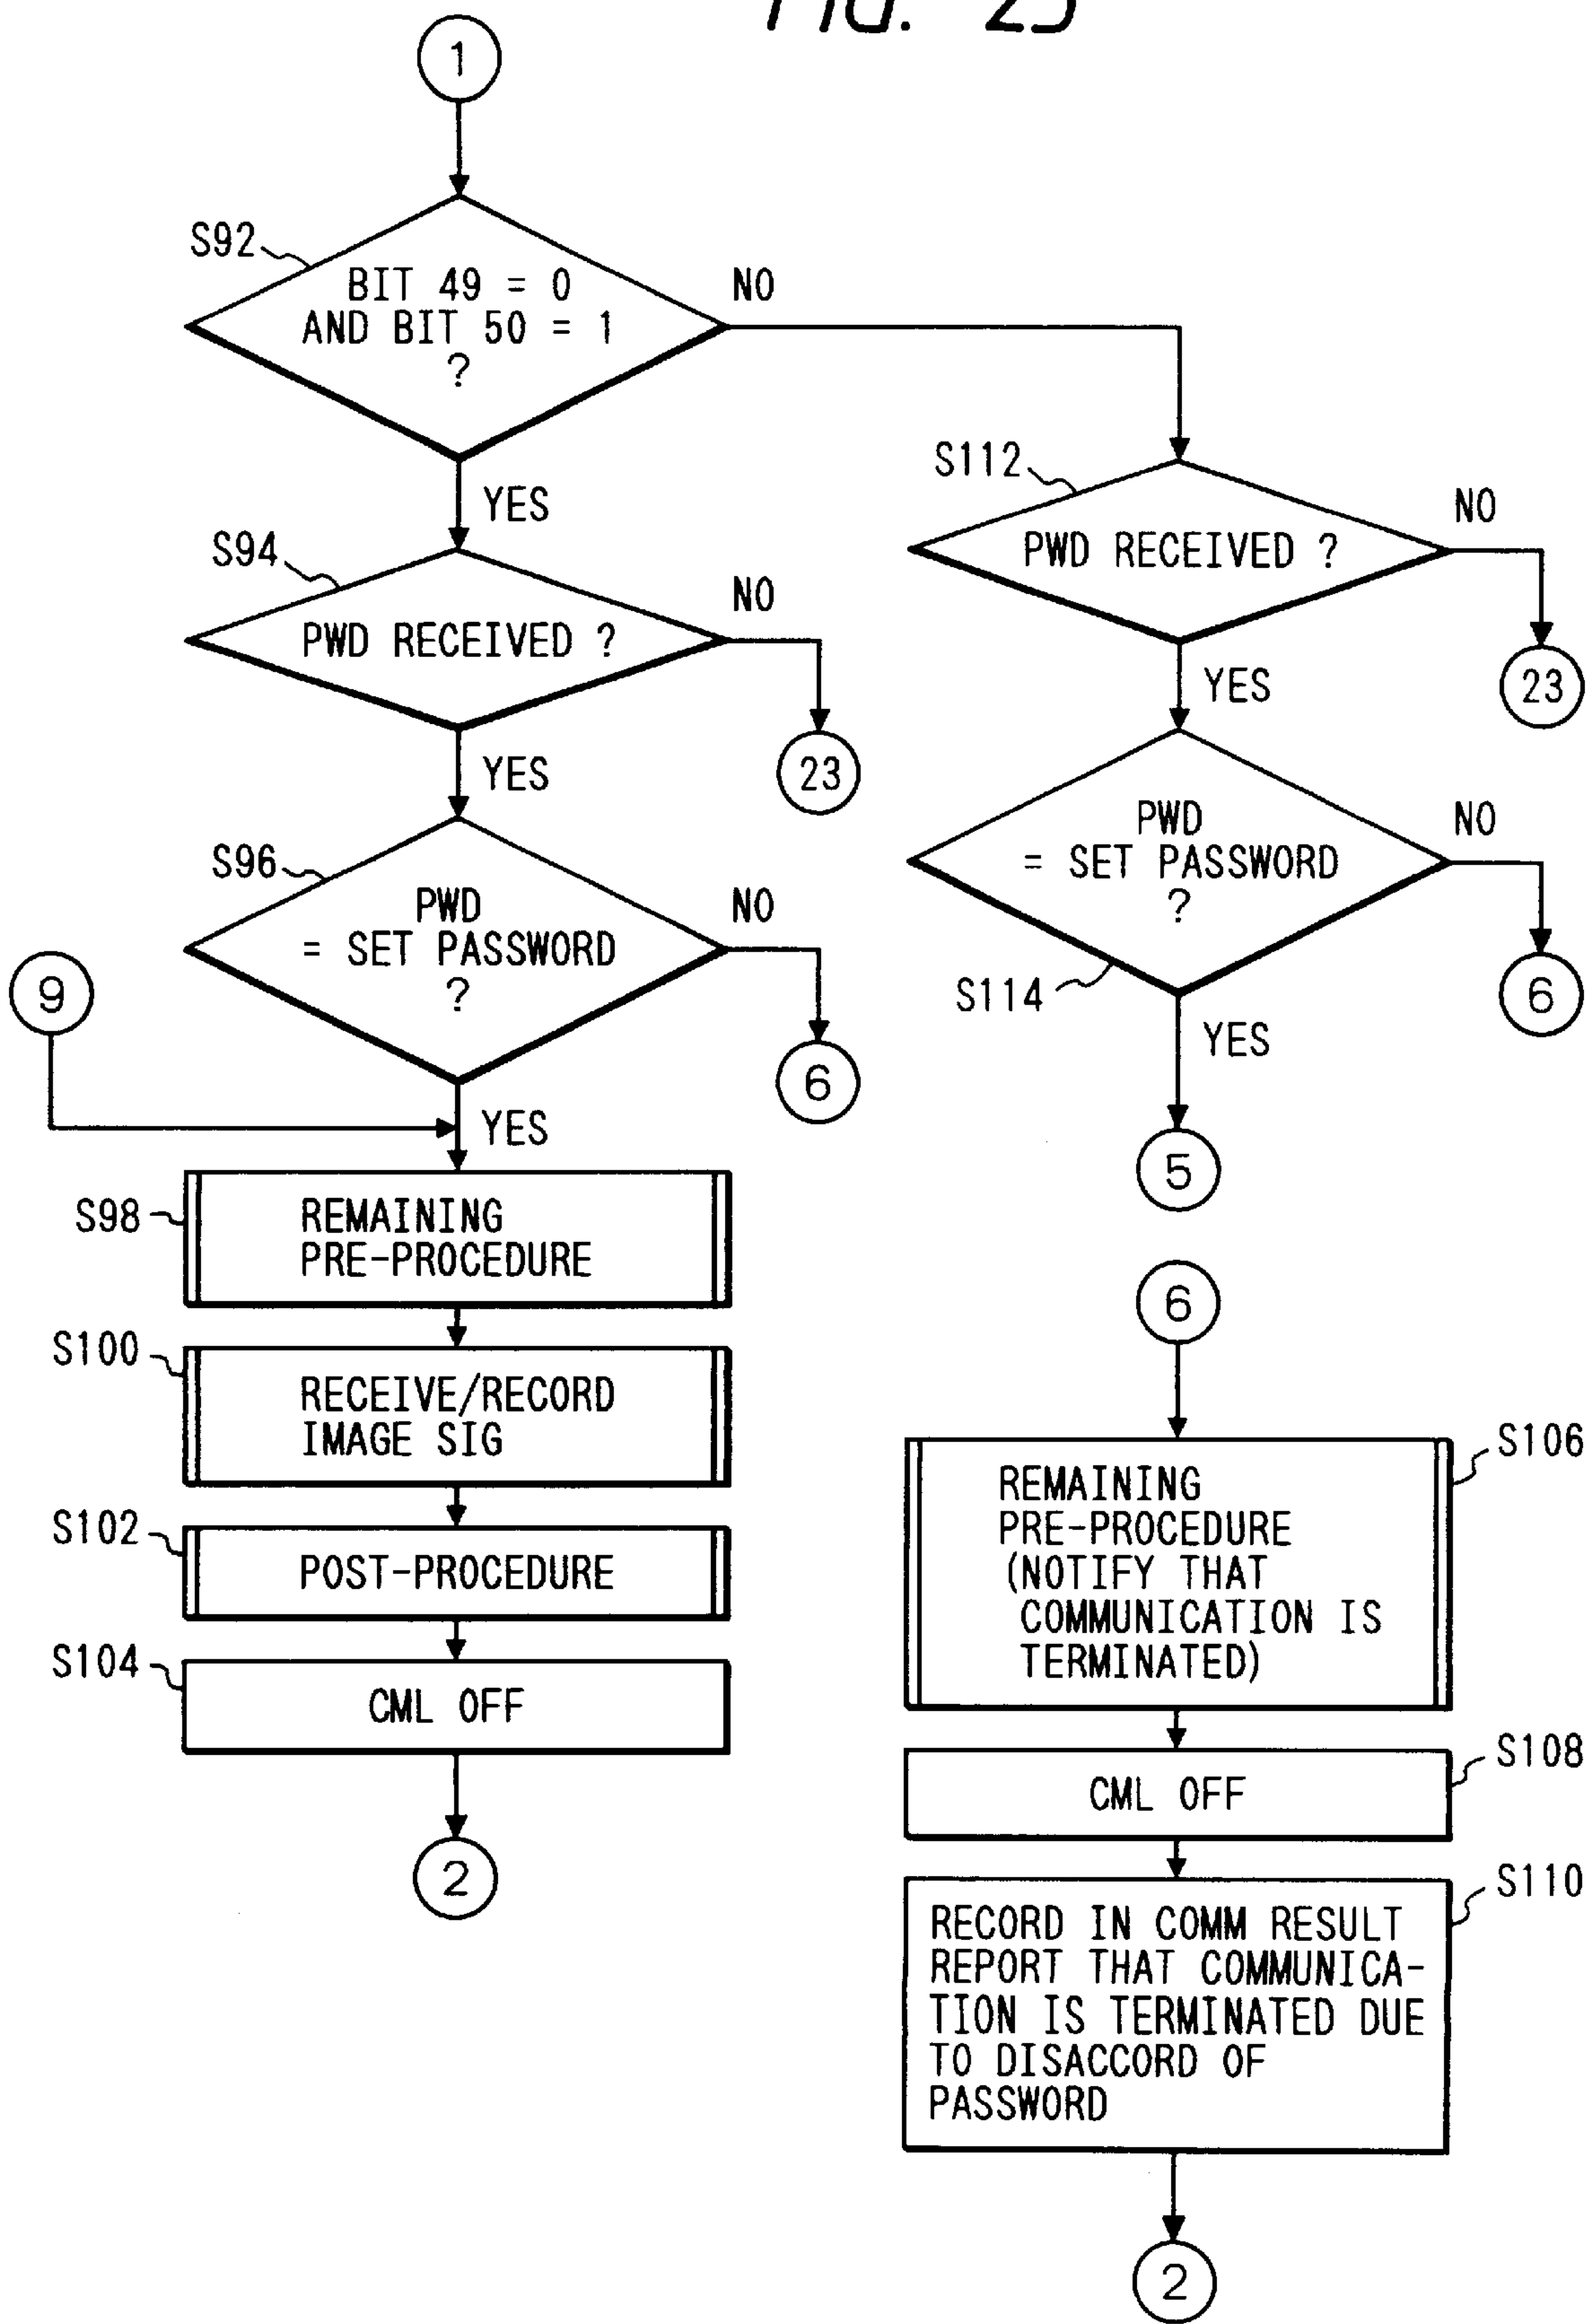 FIG.
1
S92
BIT 49 = 0
AND BIT 50 = 1
?
NO
YES
S94
PWD RECEIVED ?
NO
23
YES
S96
PWD
= SET PASSWORD
?
NO
6
9
YES
S98
REMAINING
PRE-PROCEDURE
S100
RECEIVE/RECORD
IMAGE SIG
S102
POST-PROCEDURE
S104
CML OFF
2
S112
PWD RECEIVED ?
NO
23
YES
PWD
= SET PASSWORD
?
NO
6
S114
YES
5
6
S106
REMAINING
PRE-PROCEDURE
(NOTIFY THAT
COMMUNICATION IS
TERMINATED)
S108
CML OFF
S110
RECORD IN COMM RESULT
REPORT THAT COMMUNICA-
TION IS TERMINATED DUE
TO DISACCORD OF
PASSWORD
2